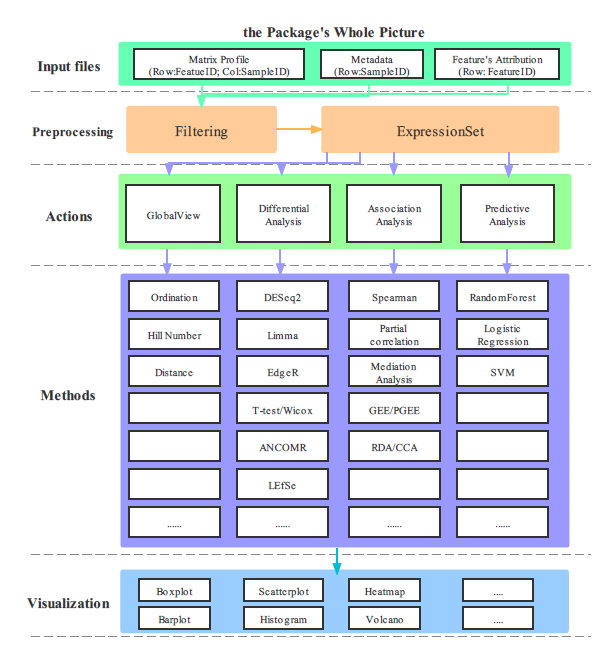 the Package's Whole Picture
Input files
Matrix Profile
(Row:FeatueID; Col:SampleID)
Metadata
(Row:SampleID)
Feature's Attribution
(Row: FeatureID)
Preprocessing
Filtering
ExpressionSet
Actions
GlobalView
Differential
Analysis
Association
Analysis
Predictive
Analysis
Methods
Ordination
DESeq2
Spearman
RandomForest
Hill Number
Limma
Partial
correlation
Logistic
Regression
Distance
EdgeR
Mediation
Analysis
SVM
T-test/Wicox
GEE/PGEE
ANCOMR
RDA/CCA
LEfSe
......
......
......
......
Visualization
Boxplot
Scatterplot
Heatmap
....
Barplot
Histogram
Volcano
....